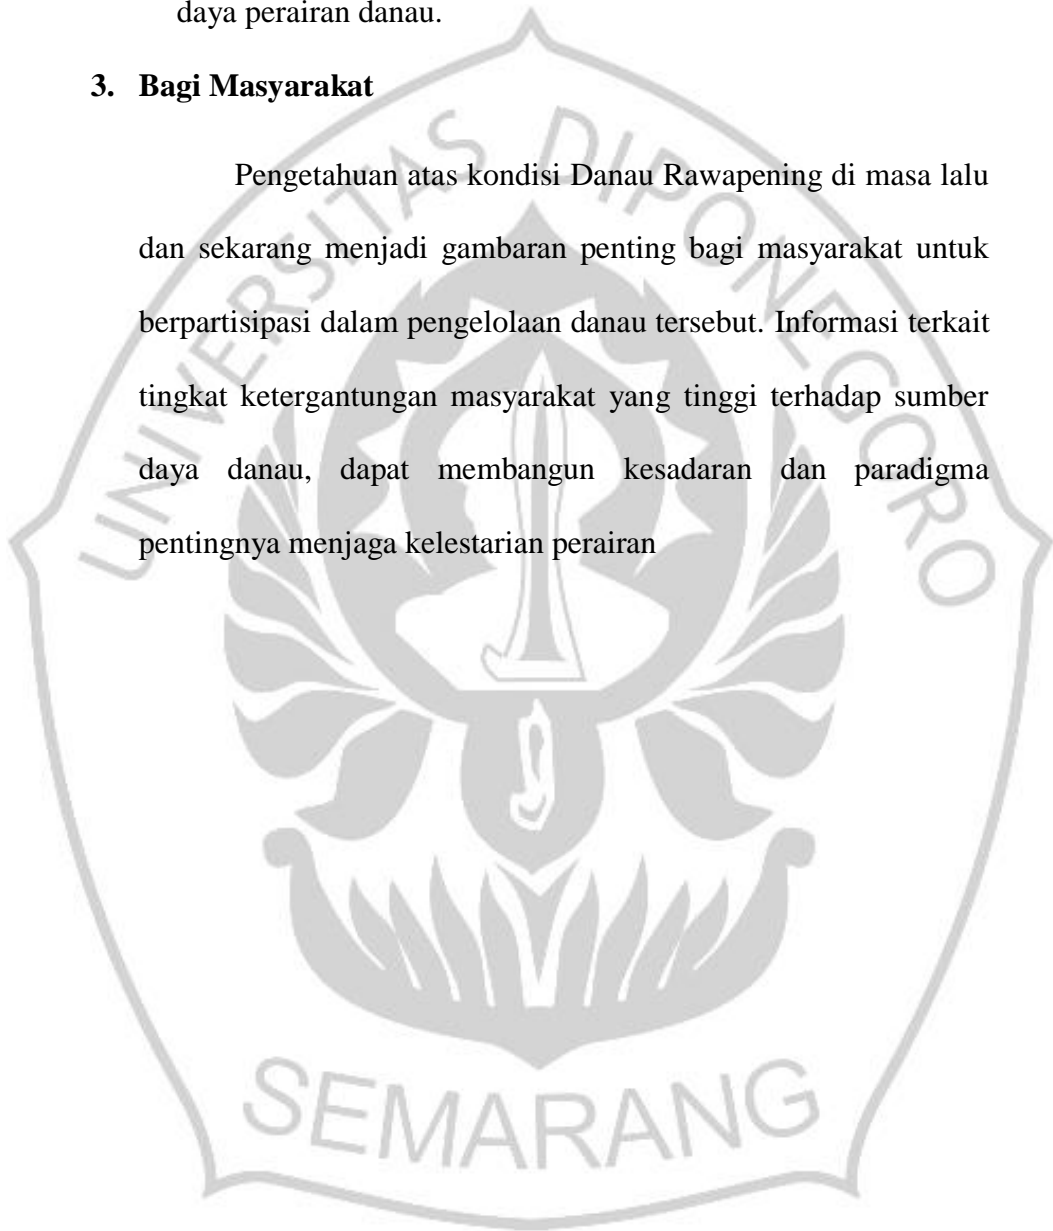 daya perairan danau.
3. Bagi Masyarakat
Pengetahuan atas kondisi Danau Rawapening di masa lalu
dan sekarang menjadi gambaran penting bagi masyarakat untuk
berpartisipasi dalam pengelolaan danau tersebut. Informasi terkait
tingkat ketergantungan masyarakat yang tinggi terhadap sumber
daya danau, dapat membangun kesadaran dan paradigma
pentingnya menjaga kelestarian perairan
UNIVERSITAS DIPONEGORO
SEMARANG